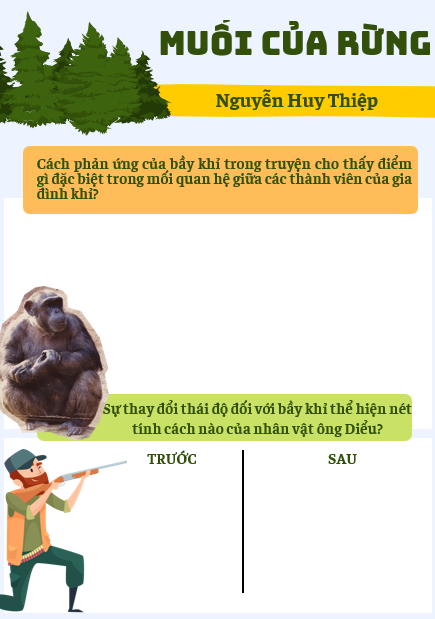 MUỐI CỦA RỪNG
Nguyễn Huy Thiệp
Cách phản ứng của bầy khỉ trong truyện cho thấy điểm
gì đặc biệt trong mối quan hệ giữa các thành viên của gia
đình khỉ?
Sự thay đổi thái độ đối với bầy khỉ thể hiện nét
tính cách nào của nhân vật ông Diểu?
TRƯỚC
SAU